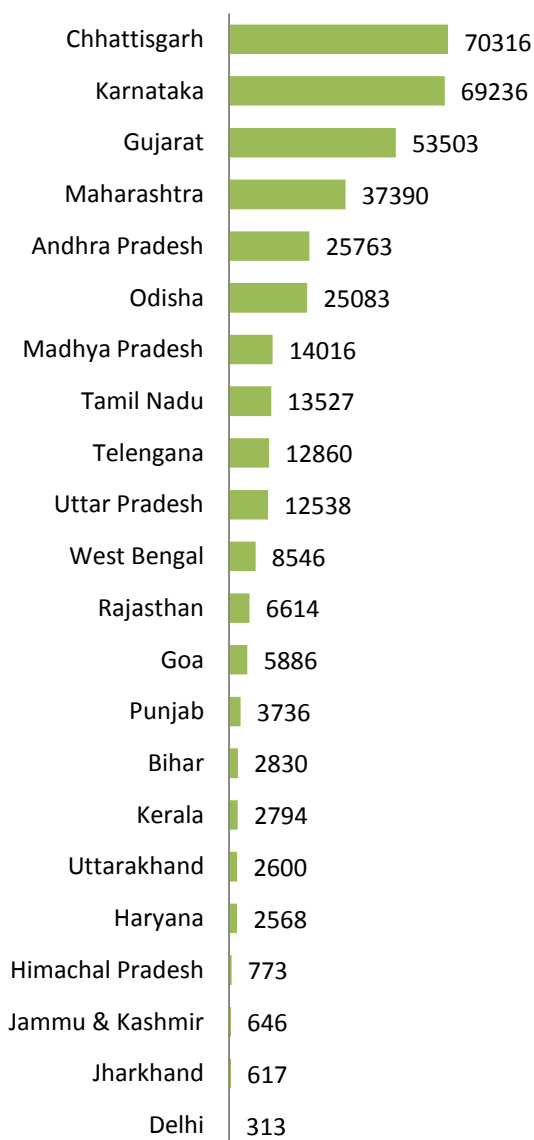 Chhattisgarh 70316
Karnataka 69236
Gujarat 53503
Maharashtra 37390
Andhra Pradesh 25763
Odisha 25083
Madhya Pradesh 14016
Tamil Nadu 13527
Telengana 12860
Uttar Pradesh 12538
West Bengal 8546
Rajasthan 6614
Goa 5886
Punjab 3736
Bihar 2830
Kerala 2794
Uttarakhand 2600
Haryana 2568
Himachal Pradesh 773
Jammu & Kashmir 646
Jharkhand 617
Delhi 313